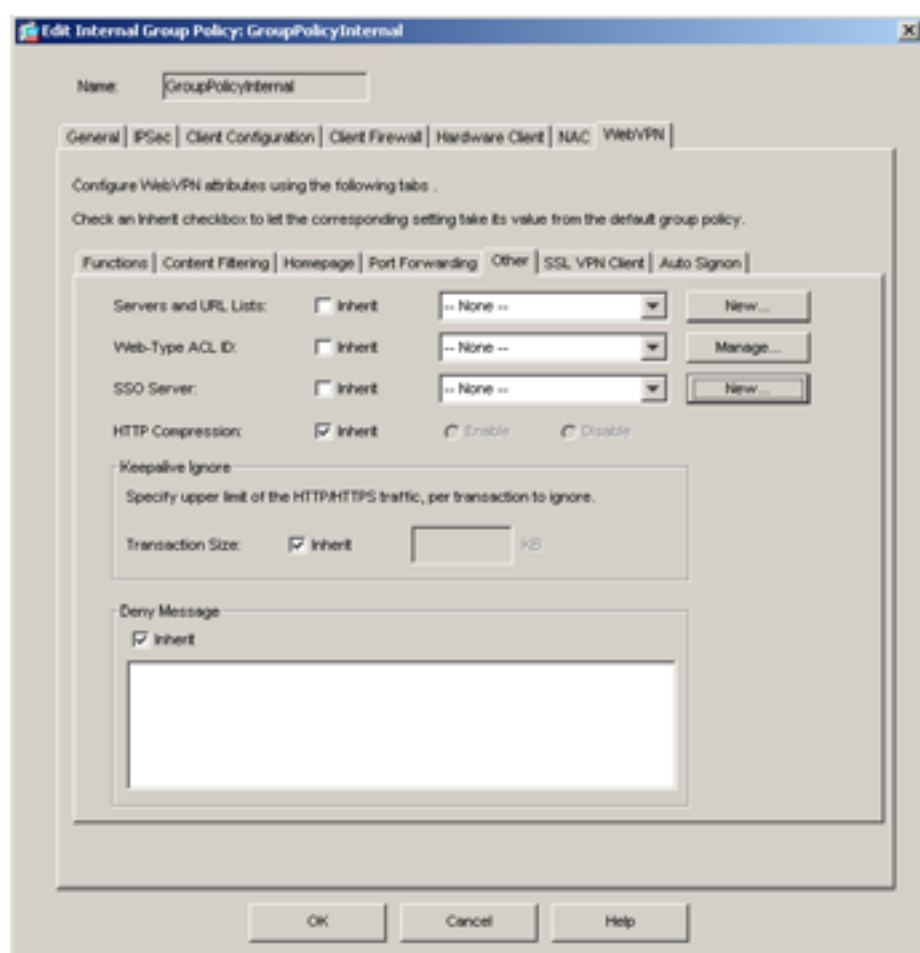 Edit Internal Group Policy: GroupPolicyInternal
Name: GroupPolicyInternal
General IPSec Client Configuration Client Firewall Hardware Client NAC WebVPN
Configure WebVPN attributes using the following tabs .
Check an Inherit checkbox to let the corresponding setting take its value from the default group policy.
Functions Content Filtering Homepage Port Forwarding Other SSL VPN Client Auto Signon
Servers and URL Lists: Inherit -- None -- New...
Web-Type ACL ID: Inherit -- None -- Manage...
SSO Server: Inherit -- None -- New...
HTTP Compression: Inherit Enable Disable
Keepalive Ignore
Specify upper limit of the HTTP/HTTPS traffic, per transaction to ignore.
Transaction Size: Inherit KB
Deny Message
Inherit
OK Cancel Help